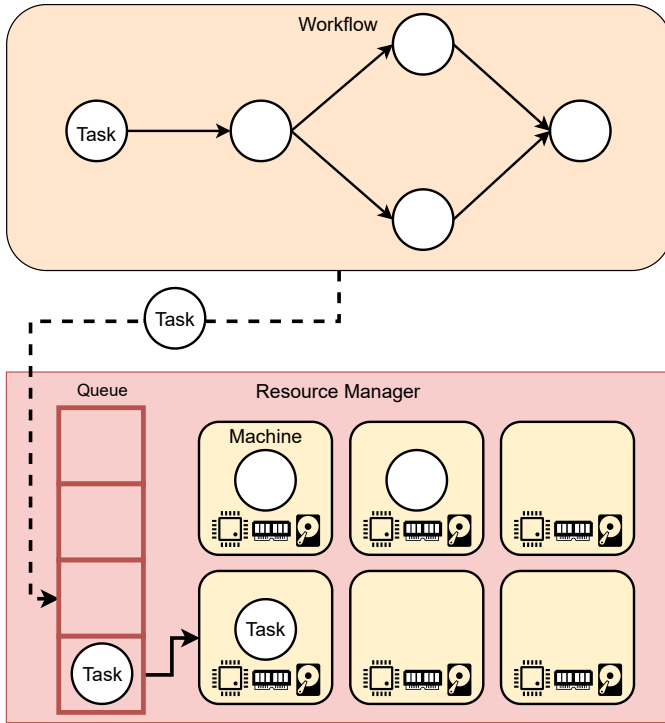 Workflow
Task
Task
Queue
Resource Manager
Machine
Task
Task